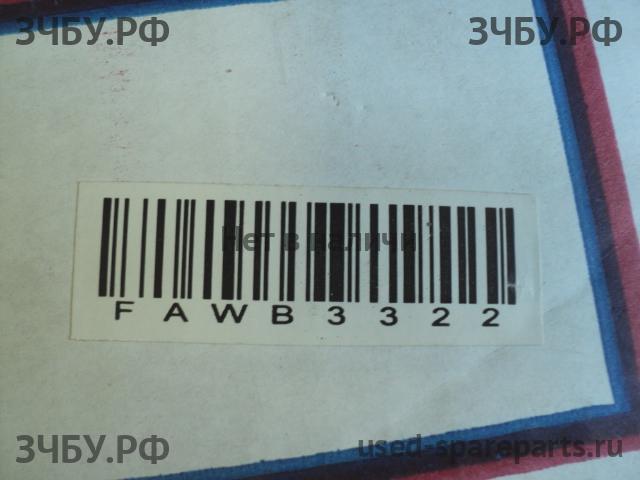 ЗЧБУ.РФ ЗЧБУ.РФ
Нет в наличии
FAWB3322
ЗЧБУ.РФ used-spareparts.ru